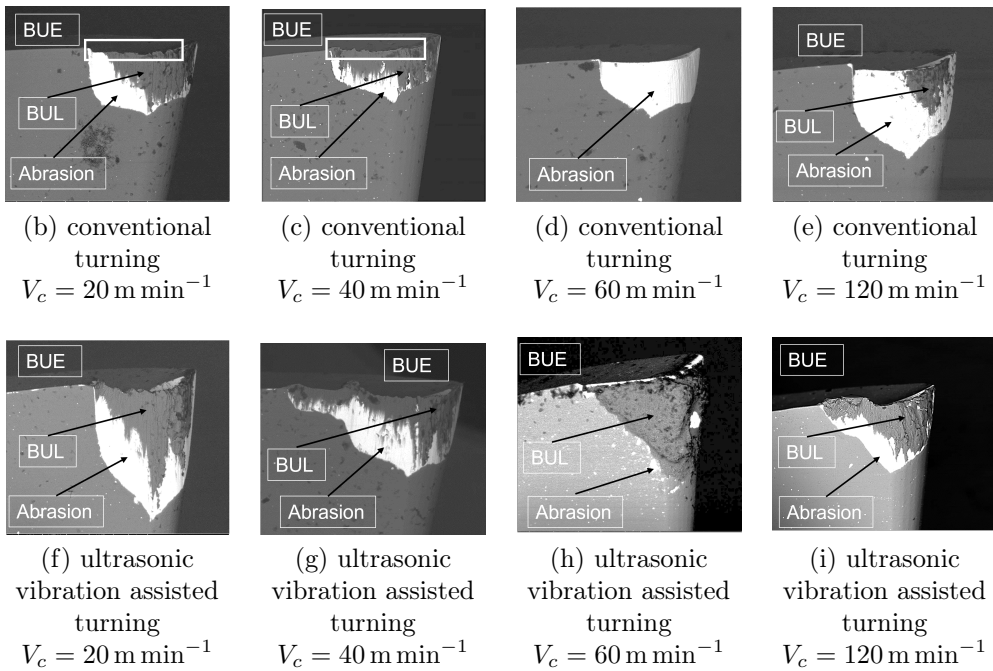 BUE
BUL
Abrasion
(b) conventional
turning
V_c = 20 m min⁻¹
BUE
BUL
Abrasion
(c) conventional
turning
V_c = 40 m min⁻¹
Abrasion
(d) conventional
turning
V_c = 60 m min⁻¹
BUE
BUL
Abrasion
(e) conventional
turning
V_c = 120 m min⁻¹
BUE
BUL
Abrasion
(f) ultrasonic
vibration assisted
turning
V_c = 20 m min⁻¹
BUE
BUL
Abrasion
(g) ultrasonic
vibration assisted
turning
V_c = 40 m min⁻¹
BUE
BUL
Abrasion
(h) ultrasonic
vibration assisted
turning
V_c = 60 m min⁻¹
BUE
BUL
Abrasion
(i) ultrasonic
vibration assisted
turning
V_c = 120 m min⁻¹